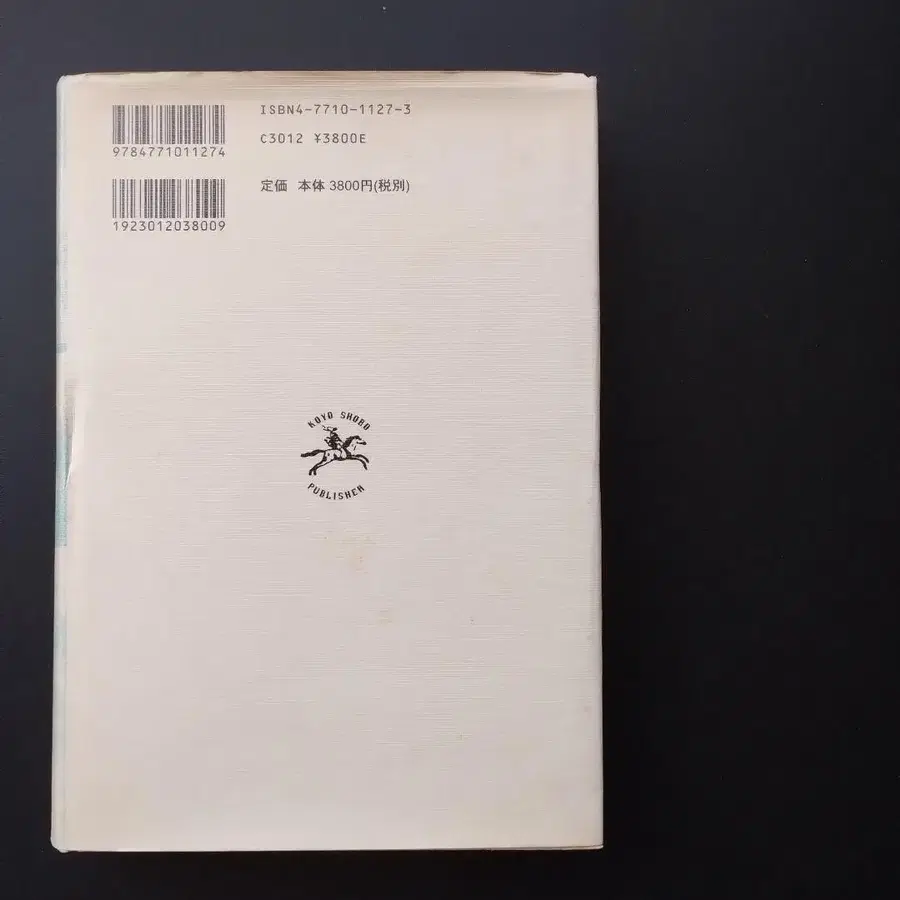 ISBN4-7710-1127-3
9784771011274
C3012 ¥3800E
定価 本体 3800円(税別)
1923012038009
KOYO SHOBO
PUBLISHER